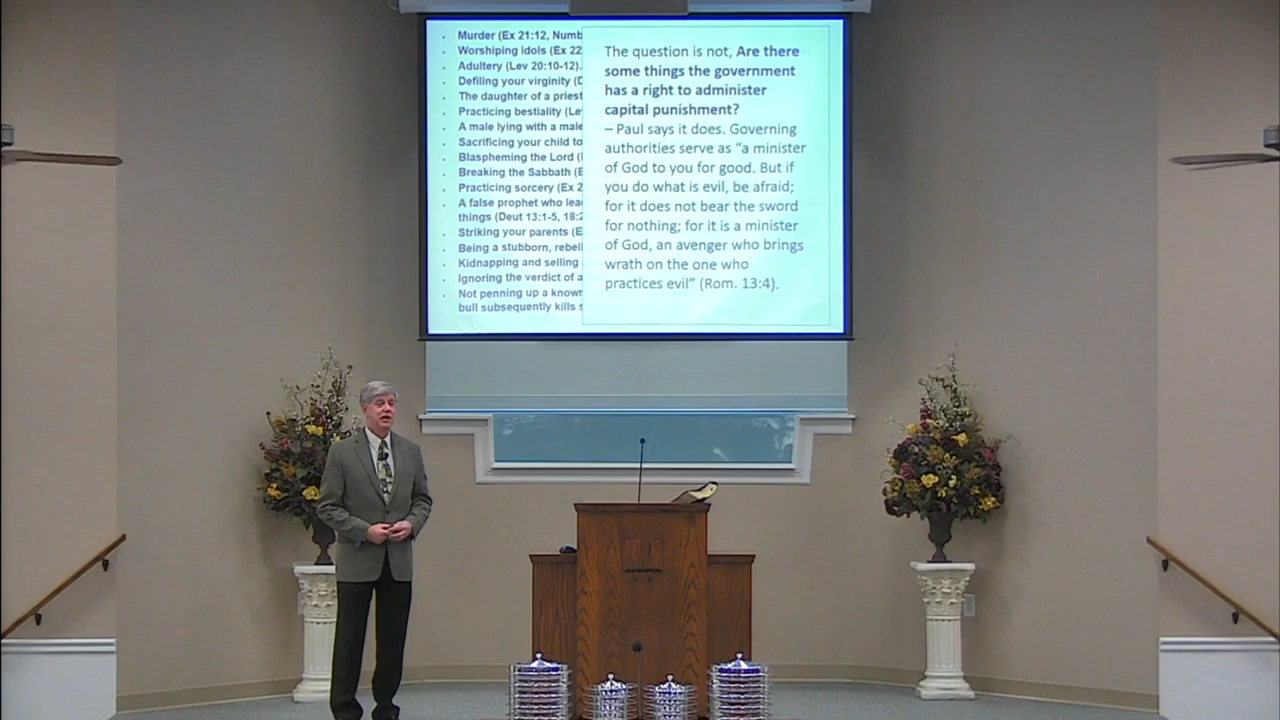 Murder (Ex 21:12, Numb
Worshiping idols (Ex 22
Adultery (Lev 20:10-12).
Defiling your virginity (D
The daughter of a priest
Practicing bestiality (Le
A male lying with a male
Sacrificing your child to
Blaspheming the Lord (
Breaking the Sabbath (E
Practicing sorcery (Ex 2
A false prophet who lea
things (Deut 13:1-5, 18:2
Striking your parents (E
Being a stubborn, rebel
Kidnapping and selling
Ignoring the verdict of a
Not penning up a known
bull subsequently kills s
The question is not, Are there
some things the government
has a right to administer
capital punishment?
– Paul says it does. Governing
authorities serve as “a minister
of God to you for good. But if
you do what is evil, be afraid;
for it does not bear the sword
for nothing; for it is a minister
of God, an avenger who brings
wrath on the one who
practices evil” (Rom. 13:4).